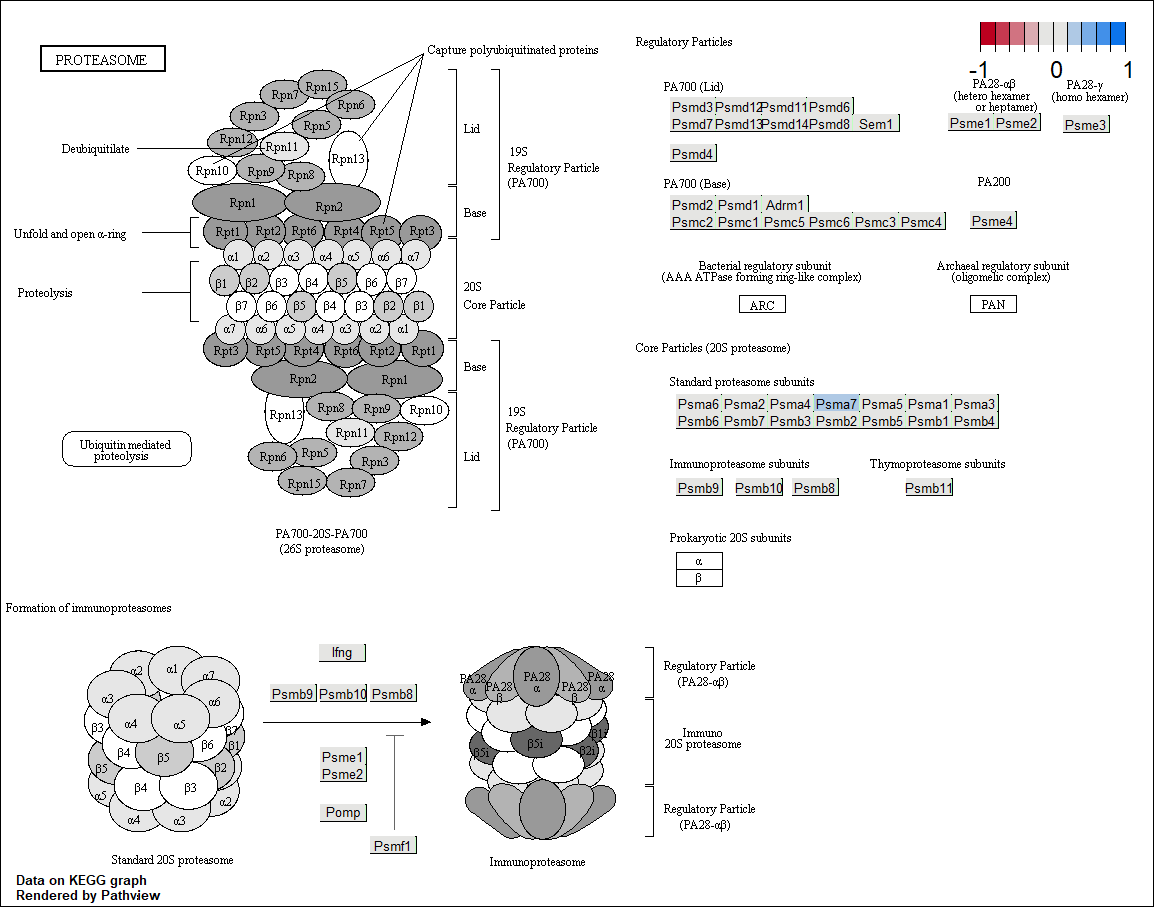 PROTEASOME
Capture polyubiquitinated proteins
Rpn15
Rpn7
Rpn6
Rpn3
Rpn5
Rpn12
Deubiquitilate
Rpn11
Rpn13
Rpn10
Rpn9
Rpn8
Lid
19S
Regulatory Particle
(PA700)
Rpn1
Rpn2
Base
Unfold and open α-ring
Rpt1 Rpt2 Rpt6 Rpt4 Rpt5 Rpt3
α1 α2 α3 α4 α5 α6 α7
Proteolysis
β1 β2 β3 β4 β5 β6 β7
20S
Core Particle
β7 β6 β5 β4 β3 β2 β1
α7 α6 α5 α4 α3 α2 α1
Rpt3 Rpt5 Rpt4 Rpt6 Rpt2 Rpt1
Base
Rpn2 Rpn1
Rpn13 Rpn8 Rpn9 Rpn10
19S
Regulatory Particle
(PA700)
Rpn11 Rpn12
Lid
Rpn6 Rpn5 Rpn3
Rpn15 Rpn7
Ubiquitin mediated
proteolysis
PA700-20S-PA700
(26S proteasome)
Regulatory Particles
-1 0 1
PA700 (Lid)
Psmd3 Psmd12 Psmd11 Psmd6
Psmd7 Psmd13 Psmd14 Psmd8 Sem1
Psmd4
PA28-αβ
(hetero hexamer
or heptamer)
Psme1 Psme2
PA28-γ
(homo hexamer)
Psme3
PA700 (Base)
Psmd2 Psmd1 Adrm1
Psmc2 Psmc1 Psmc5 Psmc6 Psmc3 Psmc4
PA200
Psme4
Bacterial regulatory subunit
(AAA ATPase forming ring-like complex)
ARC
Archaeal regulatory subunit
(oligomelic complex)
PAN
Core Particles (20S proteasome)
Standard proteasome subunits
Psma6 Psma2 Psma4 Psma7 Psma5 Psma1 Psma3
Psmb6 Psmb7 Psmb3 Psmb2 Psmb5 Psmb1 Psmb4
Immunoproteasome subunits
Psmb9 Psmb10 Psmb8
Thymoproteasome subunits
Psmb11
Prokaryotic 20S subunits
α
β
Formation of immunoproteasomes
α2 α1 α7
α3 α6
α4 α5
β3 β7
β4 β6 β1
β5
β5 β2
β4 β3
α5 α2
α4 α3
Standard 20S proteasome
Ifng
Psmb9 Psmb10 Psmb8
Psme1
Psme2
Pomp
Psmf1
PA28 α PA28 β PA28 α PA28 β PA28 α
β1i
β5i β5i β2i
Immunoproteasome
Regulatory Particle
(PA28-αβ)
Immuno
20S proteasome
Regulatory Particle
(PA28-αβ)
Data on KEGG graph
Rendered by Pathview